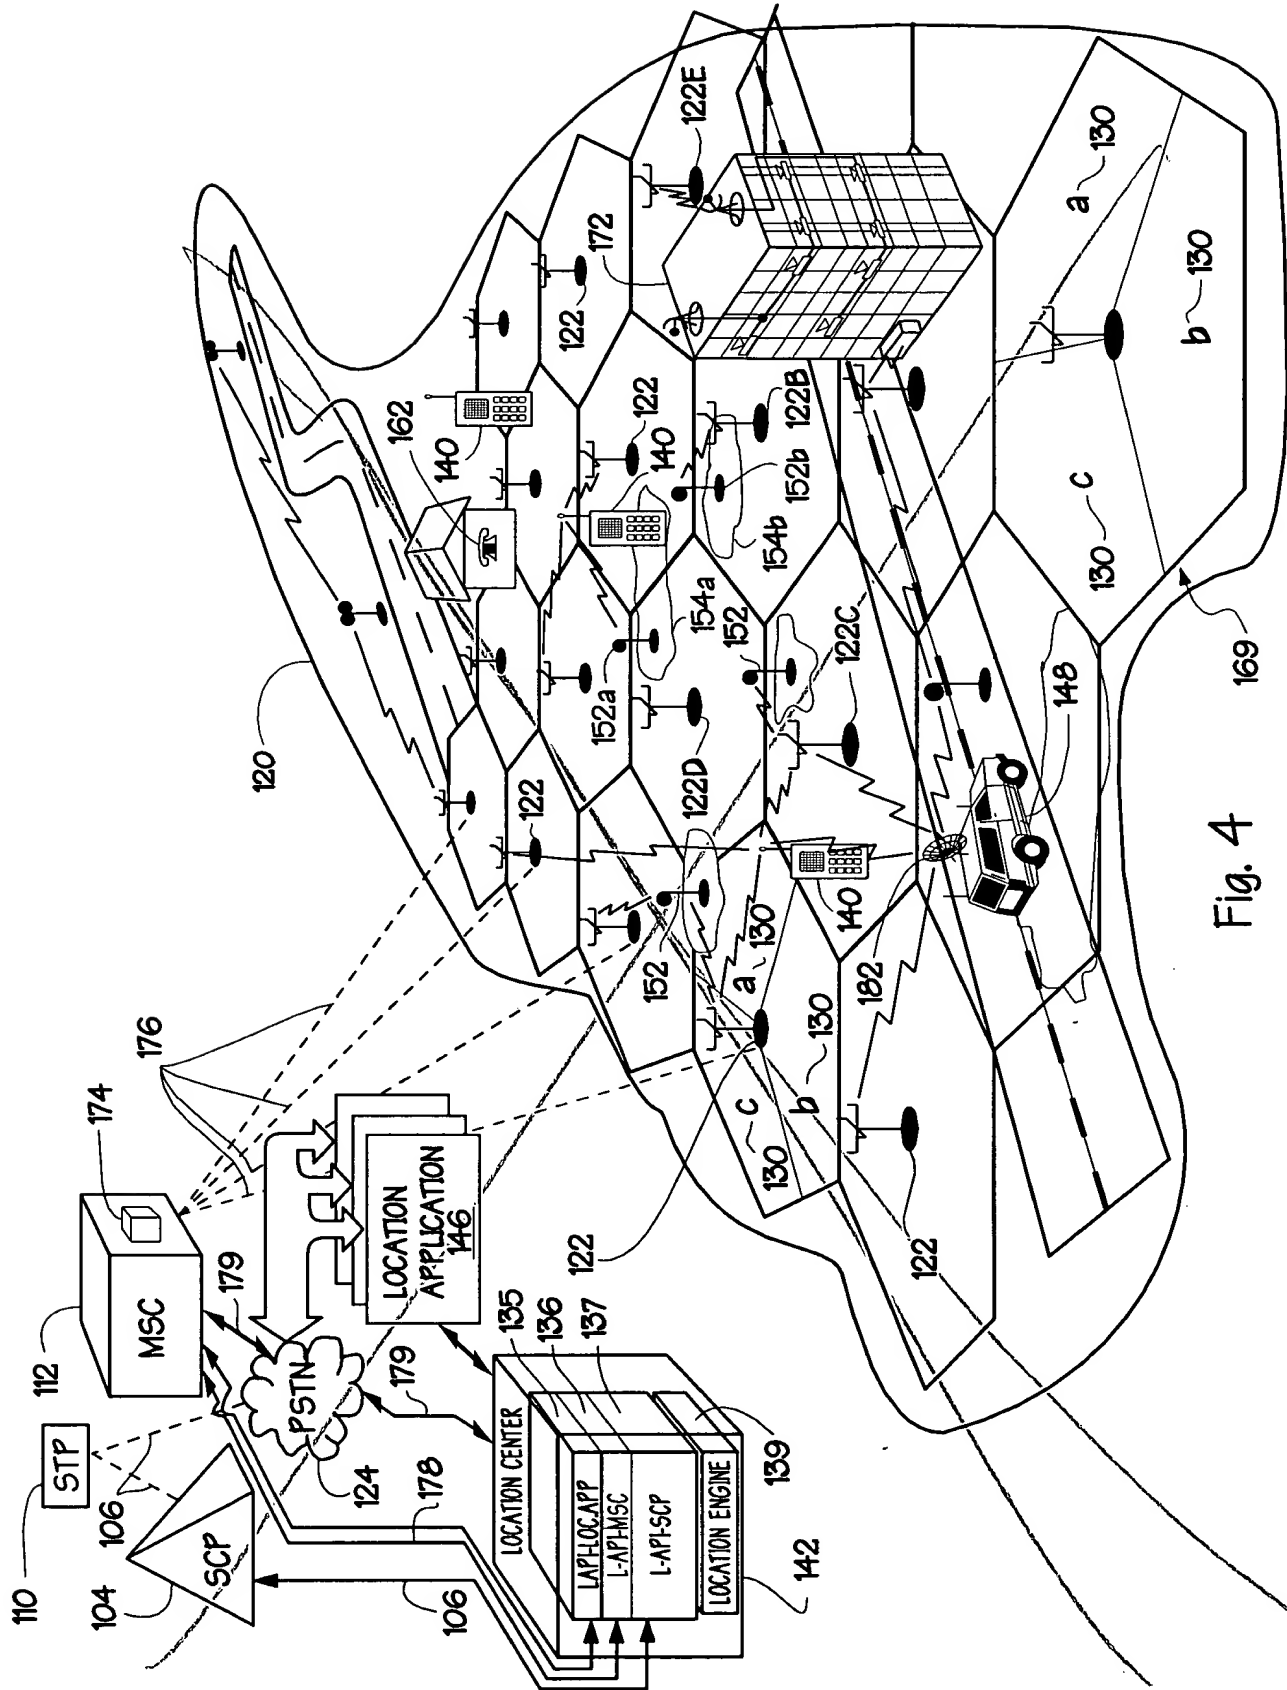 110
STP
106
104
SCP
106
178
112
MSC
174
179
PSTN
124
179
176
LOCATION
APPLICATION
146
LOCATION CENTER
LAPI-LOCAPP
L-API-MSC
L-API-SCP
LOCATION ENGINE
135
136
137
139
142
120
162
140
122
172
122E
122
140
122
122B
152b
154b
154a
152a
152
122D
122C
122
152
a
130
b
130
c
130
140
182
148
122
122
a
130
b
130
c
130
169
Fig. 4